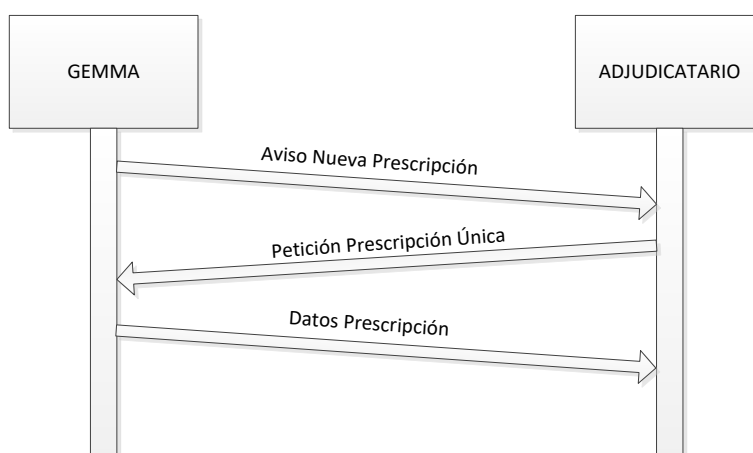 GEMMA
ADJUDICATARIO
Aviso Nueva Prescripción
Petición Prescripción Única
Datos Prescripción